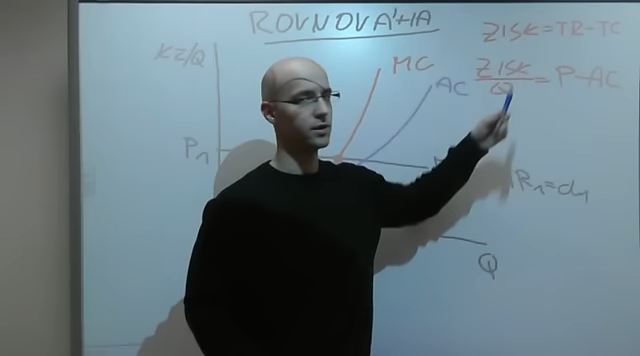 ROVNOVÁHA
ZISK = TR - TC
Kč/Q
MC
ZISK
Q
= P - AC
AC
P₁
R₁ = d₁
Q